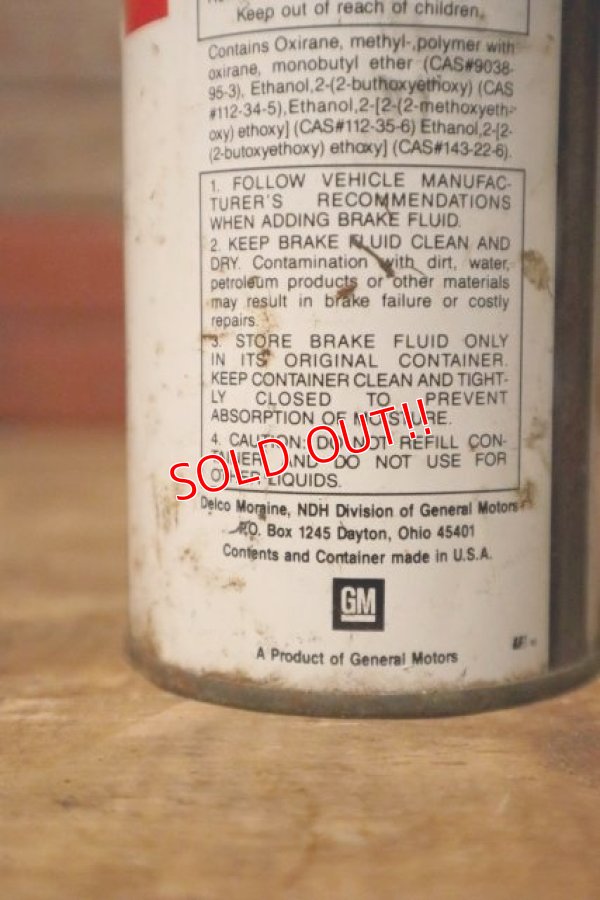 Keep out of reach of children.
Contains Oxirane, methyl-,polymer with
oxirane, monobutyl ether (CAS#9038-
95-3), Ethanol,2-(2-buthoxyethoxy) (CAS
#112-34-5),Ethanol,2-[2-(2-methoxyeth-
oxy) ethoxy] (CAS#112-35-6) Ethanol,2-[2-
(2-butoxyethoxy) ethoxy] (CAS#143-22-6).
1. FOLLOW VEHICLE MANUFAC-
TURER'S RECOMMENDATIONS
WHEN ADDING BRAKE FLUID.
2. KEEP BRAKE FLUID CLEAN AND
DRY. Contamination with dirt, water,
petroleum products or other materials
may result in brake failure or costly
repairs.
3. STORE BRAKE FLUID ONLY
IN ITS ORIGINAL CONTAINER.
KEEP CONTAINER CLEAN AND TIGHT-
LY CLOSED TO PREVENT
ABSORPTION OF MOISTURE.
4. CAUTION: DO NOT REFILL CON-
TAINER AND DO NOT USE FOR
OTHER LIQUIDS.
SOLD OUT!!
Delco Moraine, NDH Division of General Motors
P.O. Box 1245 Dayton, Ohio 45401
Contents and Container made in U.S.A.
GM
A Product of General Motors